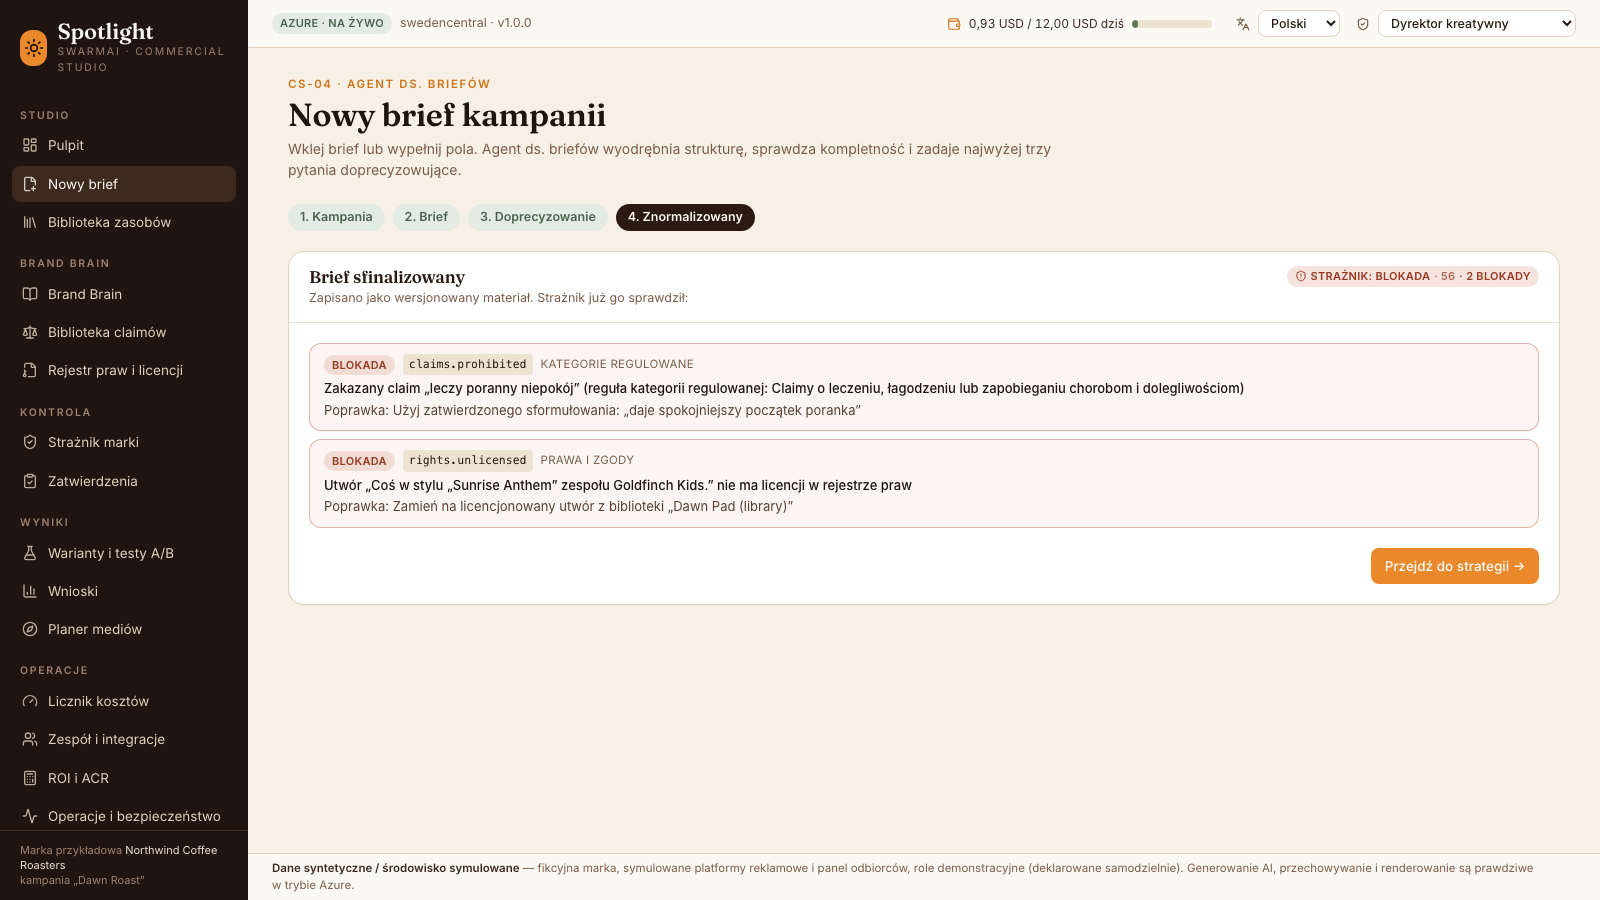 Spotlight
SWARMAI · COMMERCIAL
STUDIO
STUDIO
Pulpit
Nowy brief
Biblioteka zasobów
BRAND BRAIN
Brand Brain
Biblioteka claimów
Rejestr praw i licencji
KONTROLA
Strażnik marki
Zatwierdzenia
WYNIKI
Warianty i testy A/B
Wnioski
Planer mediów
OPERACJE
Licznik kosztów
Zespół i integracje
ROI i ACR
Operacje i bezpieczeństwo
Marka przykładowa Northwind Coffee
Roasters
kampania „Dawn Roast”
AZURE · NA ŻYWO swedencentral · v1.0.0
0,93 USD / 12,00 USD dziś
Polski
Dyrektor kreatywny
CS-04 · AGENT DS. BRIEFÓW
Nowy brief kampanii
Wklej brief lub wypełnij pola. Agent ds. briefów wyodrębnia strukturę, sprawdza kompletność i zadaje najwyżej trzy
pytania doprecyzowujące.
1. Kampania
2. Brief
3. Doprecyzowanie
4. Znormalizowany
Brief sfinalizowany
Zapisano jako wersjonowany materiał. Strażnik już go sprawdził:
STRAŻNIK: BLOKADA · 56 · 2 BLOKADY
BLOKADA claims.prohibited KATEGORIE REGULOWANE
Zakazany claim „leczy poranny niepokój” (reguła kategorii regulowanej: Claimy o leczeniu, łagodzeniu lub zapobieganiu chorobom i dolegliwościom)
Poprawka: Użyj zatwierdzonego sformułowania: „daje spokojniejszy początek poranka”
BLOKADA rights.unlicensed PRAWA I ZGODY
Utwór „Coś w stylu „Sunrise Anthem” zespołu Goldfinch Kids.” nie ma licencji w rejestrze praw
Poprawka: Zamień na licencjonowany utwór z biblioteki „Dawn Pad (library)”
Przejdź do strategii →
Dane syntetyczne / środowisko symulowane — fikcyjna marka, symulowane platformy reklamowe i panel odbiorców, role demonstracyjne (deklarowane samodzielnie). Generowanie AI, przechowywanie i renderowanie są prawdziwe
w trybie Azure.